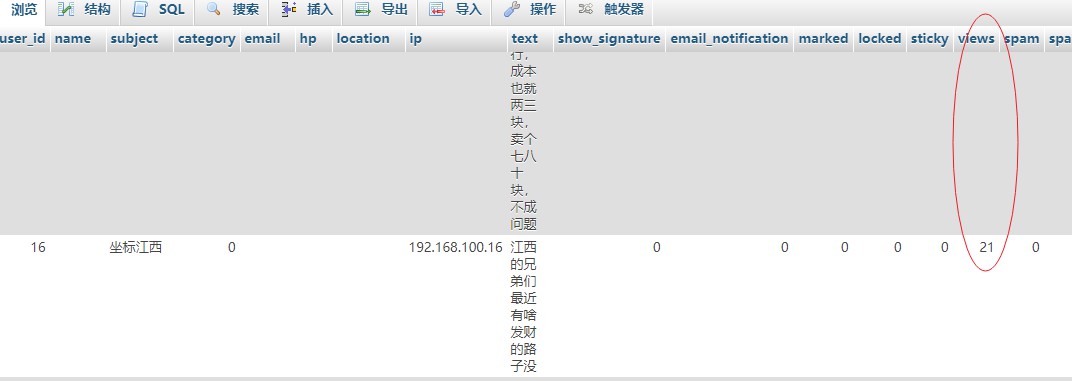 浏览 结构 SQL 搜索 插入 导出 导入 操作 触发器
user_id name subject category email hp location ip text show_signature email_notification marked locked sticky views spam spa
行，
成本
也就
两三
块，
卖个
七八
十
块，
不成
问题
16 坐标江西 0 192.168.100.16 江西 0 0 0 0 0 21 0
的兄
弟们
最近
有啥
发财
的路
子没